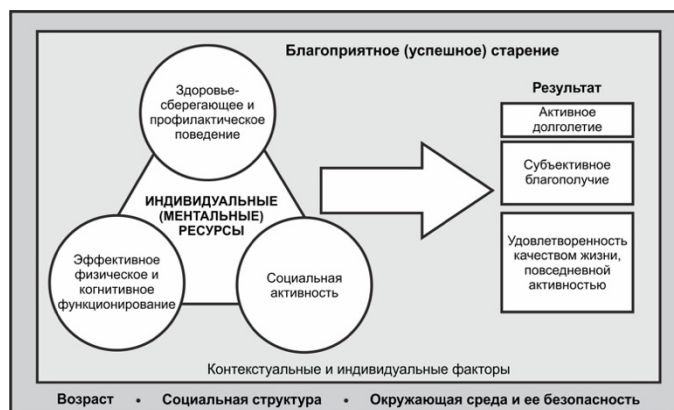 Благоприятное (успешное) старение
Здоровье-
сберегающее и
профилактическое
поведение
ИНДИВИДУАЛЬНЫЕ
(МЕНТАЛЬНЫЕ)
РЕСУРСЫ
Эффективное
физическое и
когнитивное
функционирование
Социальная
активность
Результат
Активное
долголетие
Субъективное
благополучие
Удовлетворенность
качеством жизни,
повседневной
активностью
Контекстуальные и индивидуальные факторы
Возраст • Социальная структура • Окружающая среда и ее безопасность